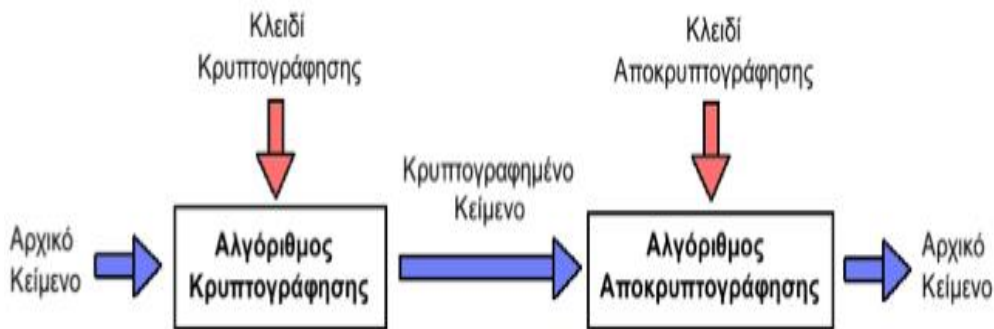 Κλειδί
Κρυπτογράφησης
Κλειδί
Αποκρυπτογράφησης
Αρχικό
Κείμενο
Αλγόριθμος
Κρυπτογράφησης
Κρυπτογραφημένο
Κείμενο
Αλγόριθμος
Αποκρυπτογράφησης
Αρχικό
Κείμενο